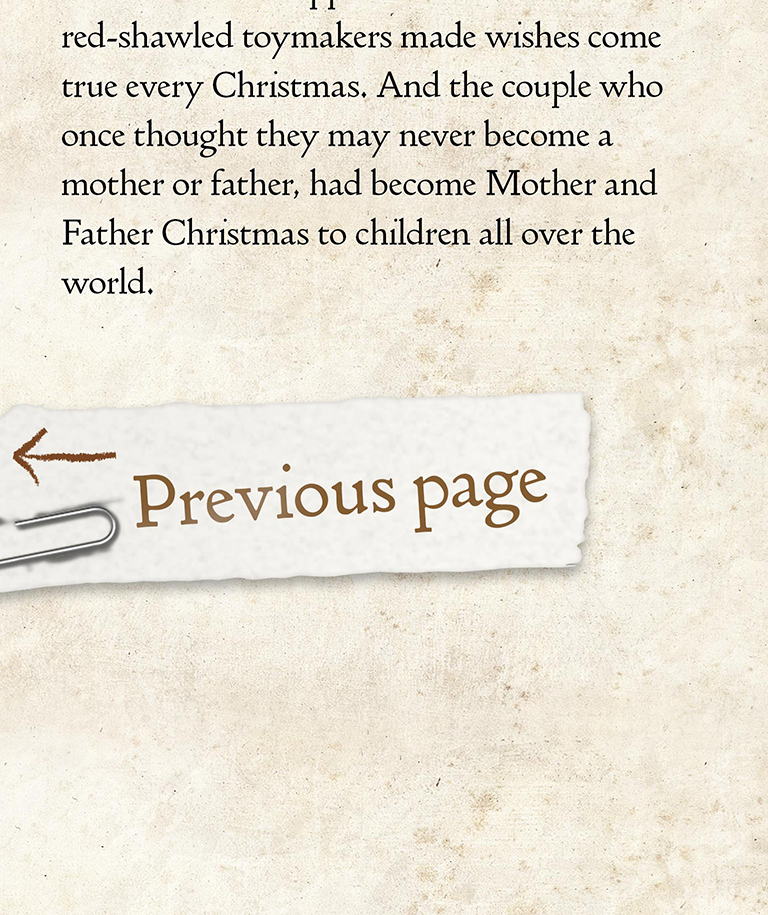 red-shawled toymakers made wishes come
true every Christmas. And the couple who
once thought they may never become a
mother or father, had become Mother and
Father Christmas to children all over the
world.
Previous page